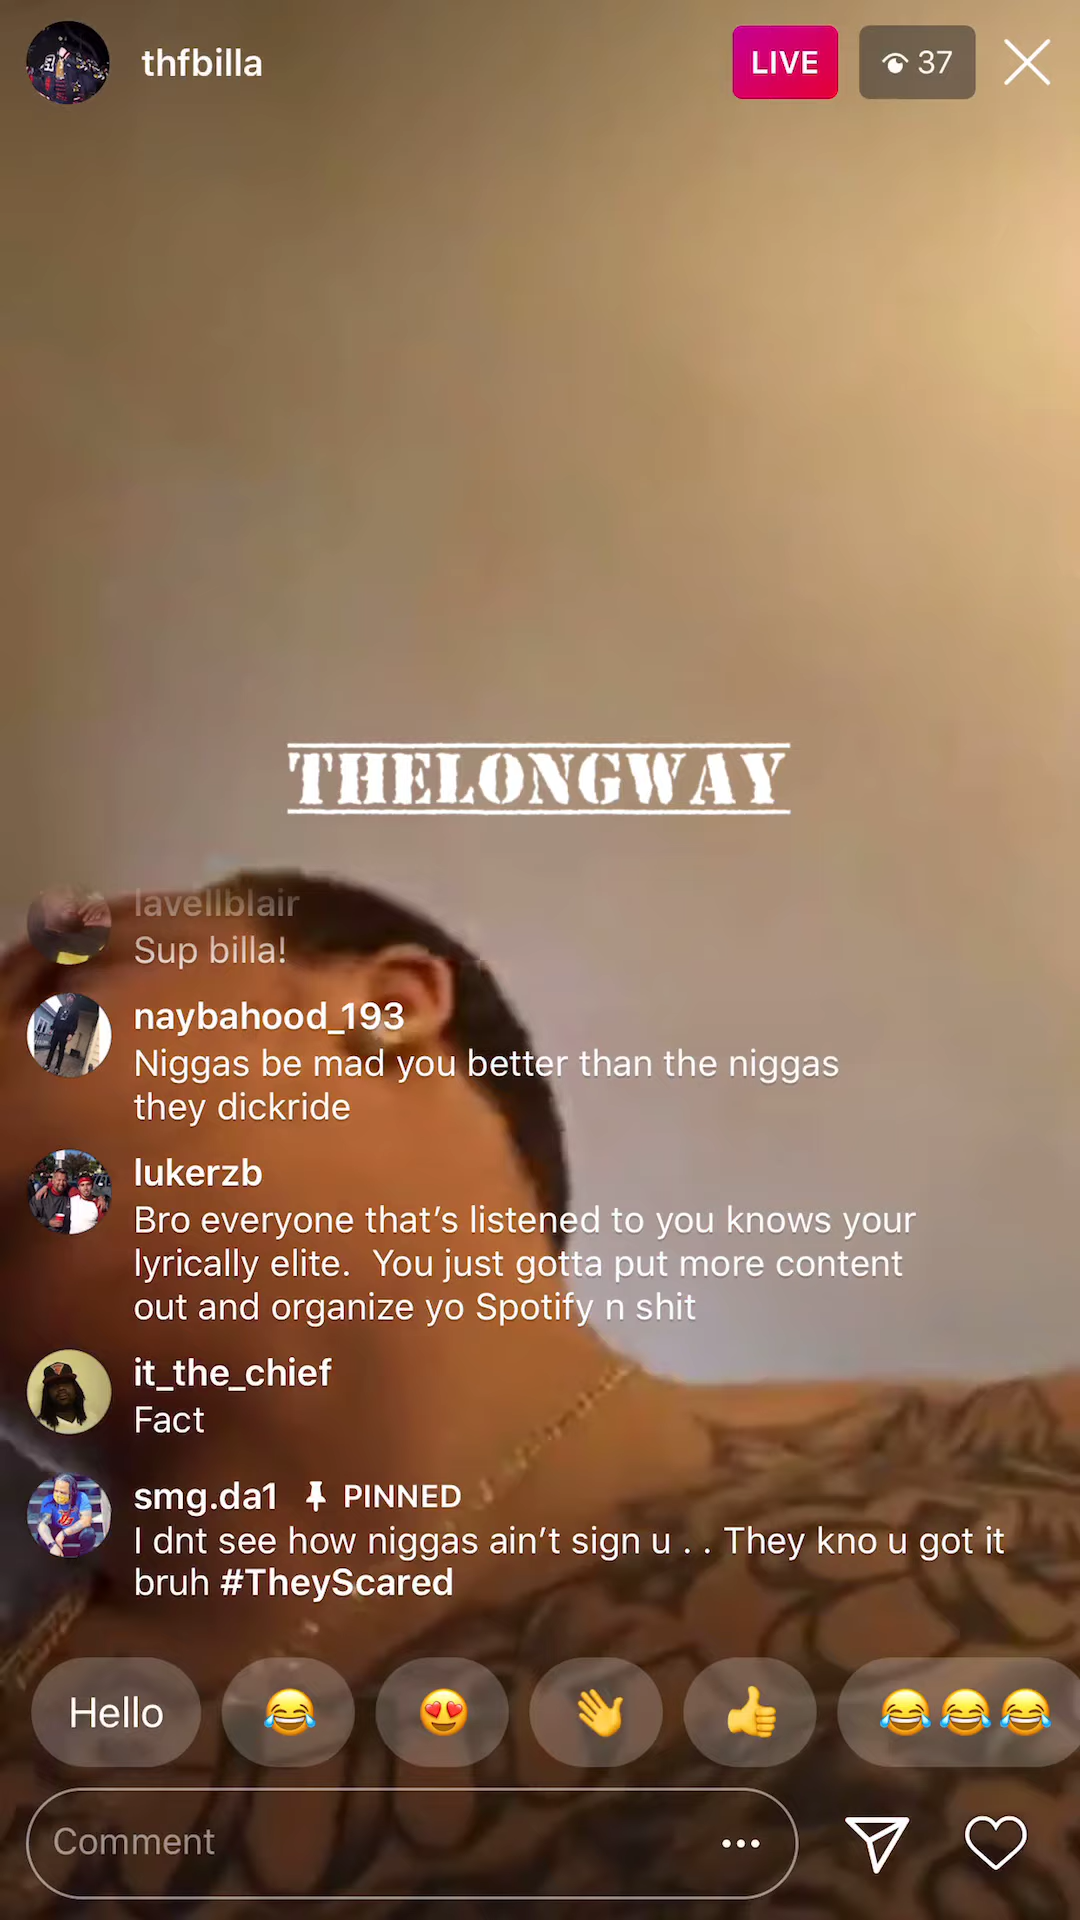 thfbilla
LIVE
37
THELONGWAY
lavellblair
Sup billa!
naybahood_193
Niggas be mad you better than the niggas
they dickride
lukerzb
Bro everyone that’s listened to you knows your
lyrically elite.  You just gotta put more content
out and organize yo Spotify n shit
it_the_chief
Fact
smg.da1 PINNED
I dnt see how niggas ain’t sign u . . They kno u got it
bruh #TheyScared
Hello 😂 😍 👋 👍 😂😂😂
Comment